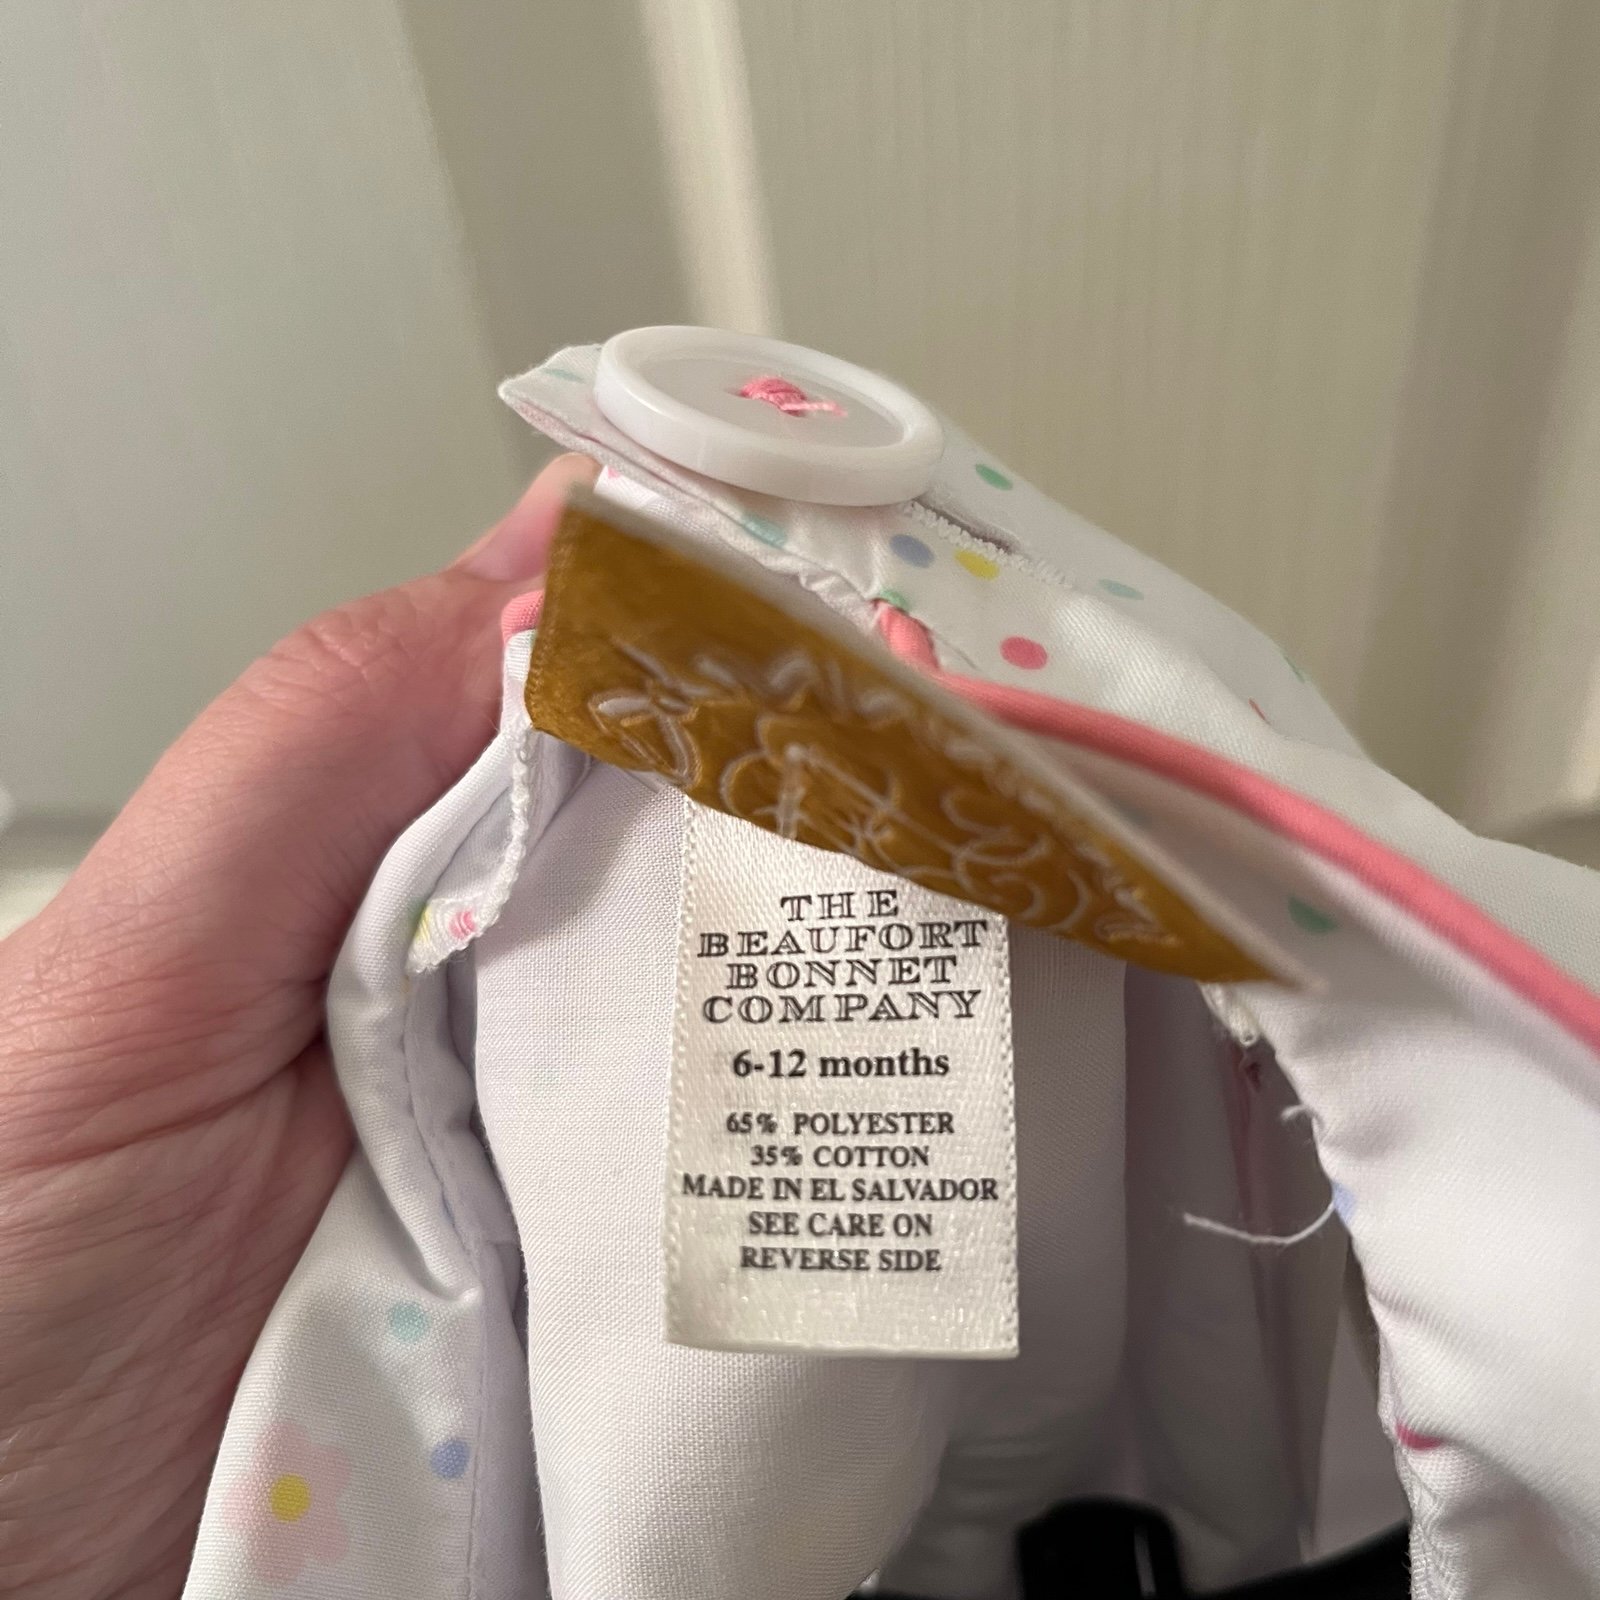 THE
BEAUFORT
BONNET
COMPANY
6-12 months
65% POLYESTER
35% COTTON
MADE IN EL SALVADOR
SEE CARE ON
REVERSE SIDE